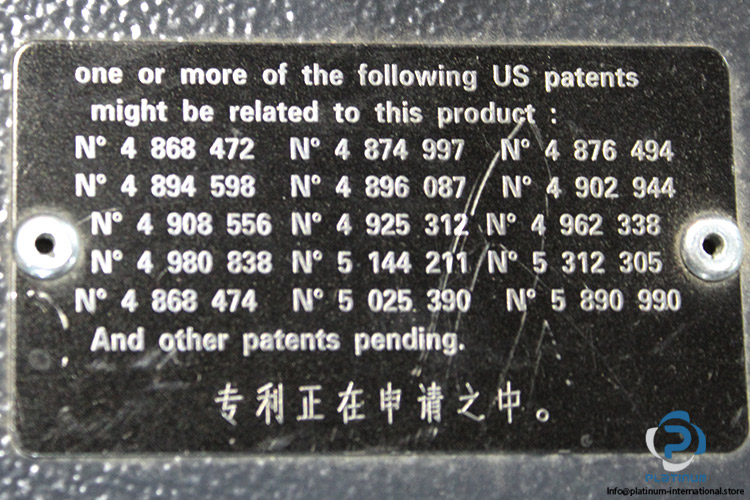 one or more of the following US patents
might be related to this product :
N° 4 868 472 N° 4 874 997 N° 4 876 494
N° 4 894 598 N° 4 896 087 N° 4 902 944
N° 4 908 556 N° 4 925 312 N° 4 962 338
N° 4 980 838 N° 5 144 211 N° 5 312 305
N° 4 868 474 N° 5 025 390 N° 5 890 990
And other patents pending.
专利正在申请之中。
PLATINUM
Info@platinum-international.store